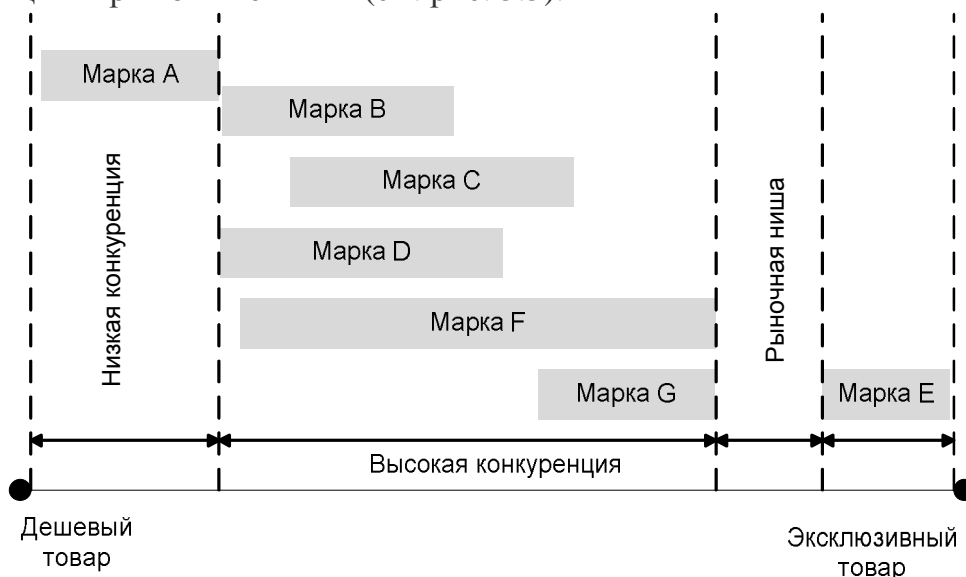 Марка A
Марка B
Марка C
Марка D
Марка F
Марка G
Марка E
Низкая конкуренция
Рыночная ниша
Высокая конкуренция
Дешевый
товар
Эксклюзивный
товар